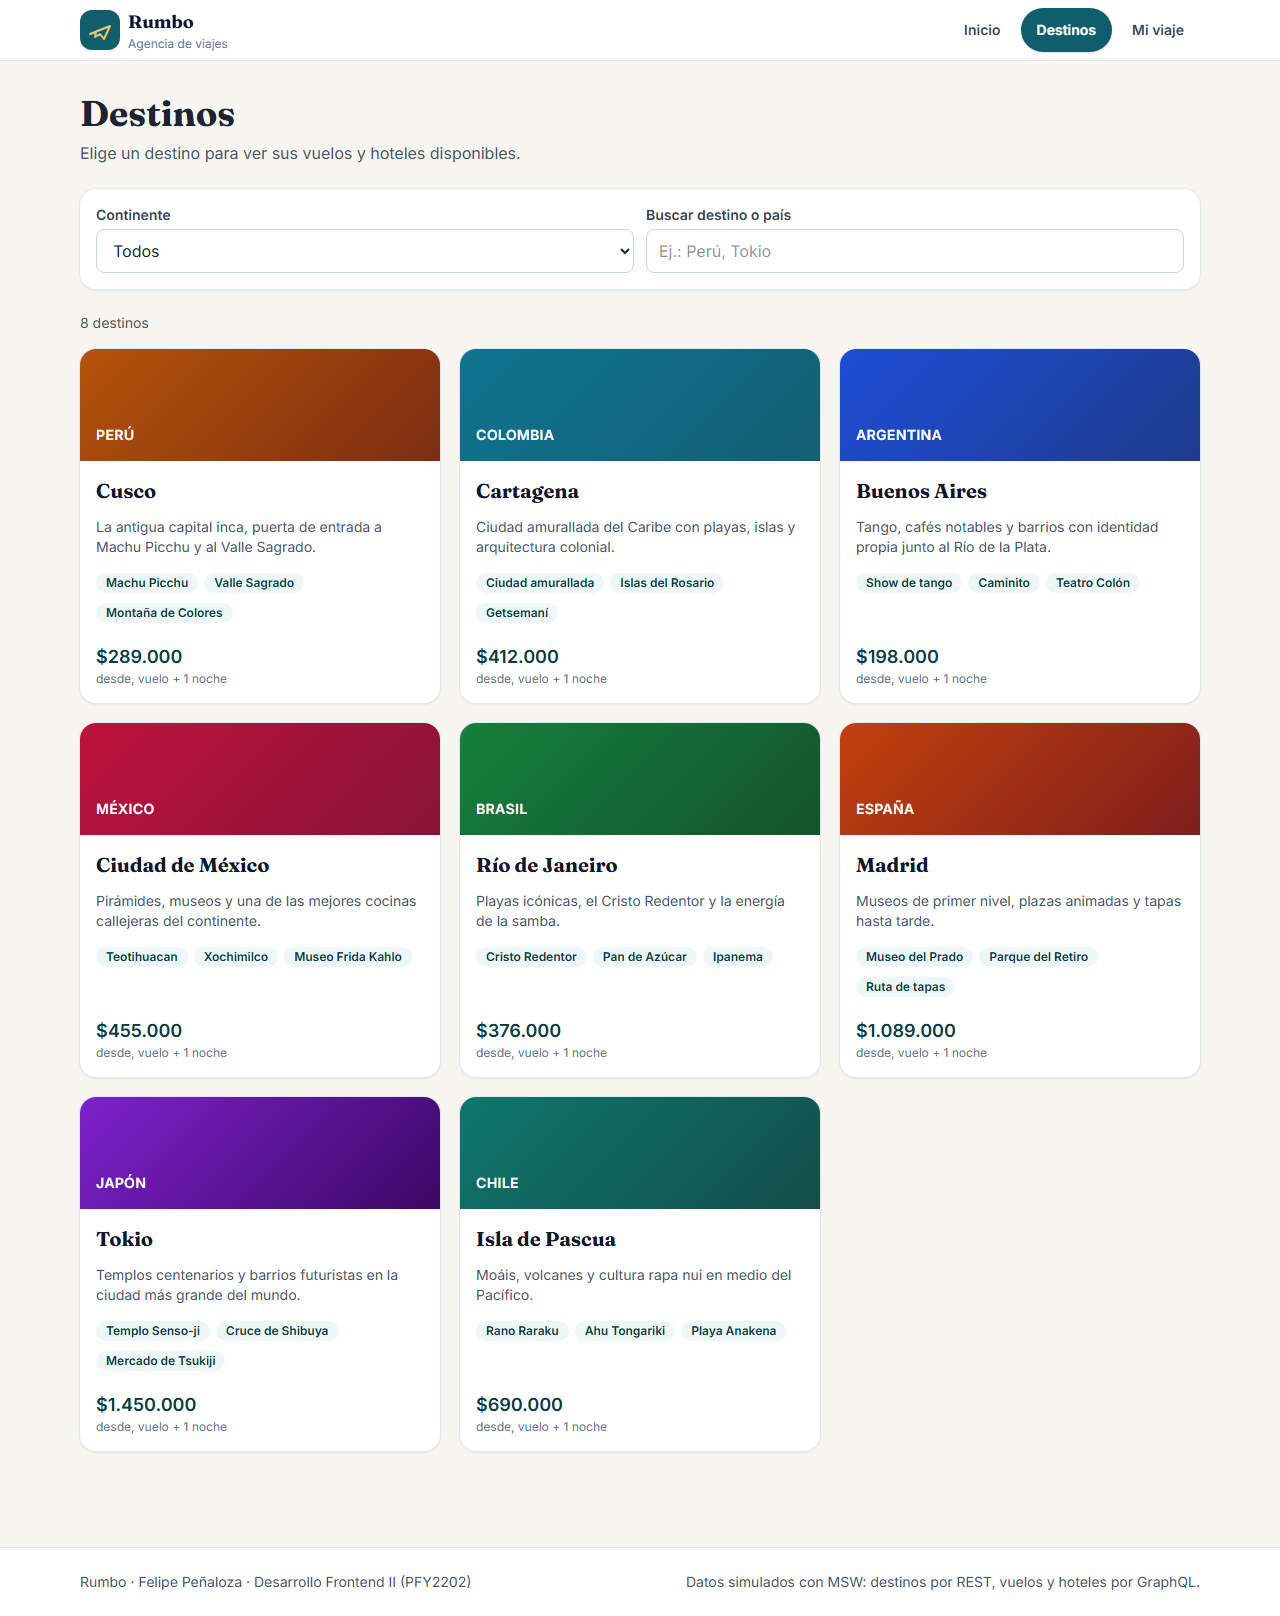 Rumbo
Agencia de viajes
Inicio
Destinos
Mi viaje
Destinos
Elige un destino para ver sus vuelos y hoteles disponibles.
Continente
Buscar destino o país
Todos
Ej.: Perú, Tokio
8 destinos
PERÚ
Cusco
La antigua capital inca, puerta de entrada a
Machu Picchu y al Valle Sagrado.
Machu Picchu
Valle Sagrado
Montaña de Colores
$289.000
desde, vuelo + 1 noche
COLOMBIA
Cartagena
Ciudad amurallada del Caribe con playas, islas y
arquitectura colonial.
Ciudad amurallada
Islas del Rosario
Getsemaní
$412.000
desde, vuelo + 1 noche
ARGENTINA
Buenos Aires
Tango, cafés notables y barrios con identidad
propia junto al Río de la Plata.
Show de tango
Caminito
Teatro Colón
$198.000
desde, vuelo + 1 noche
MÉXICO
Ciudad de México
Pirámides, museos y una de las mejores cocinas
callejeras del continente.
Teotihuacan
Xochimilco
Museo Frida Kahlo
$455.000
desde, vuelo + 1 noche
BRASIL
Río de Janeiro
Playas icónicas, el Cristo Redentor y la energía
de la samba.
Cristo Redentor
Pan de Azúcar
Ipanema
$376.000
desde, vuelo + 1 noche
ESPAÑA
Madrid
Museos de primer nivel, plazas animadas y tapas
hasta tarde.
Museo del Prado
Parque del Retiro
Ruta de tapas
$1.089.000
desde, vuelo + 1 noche
JAPÓN
Tokio
Templos centenarios y barrios futuristas en la
ciudad más grande del mundo.
Templo Senso-ji
Cruce de Shibuya
Mercado de Tsukiji
$1.450.000
desde, vuelo + 1 noche
CHILE
Isla de Pascua
Moáis, volcanes y cultura rapa nui en medio del
Pacífico.
Rano Raraku
Ahu Tongariki
Playa Anakena
$690.000
desde, vuelo + 1 noche
Rumbo · Felipe Peñaloza · Desarrollo Frontend II (PFY2202)
Datos simulados con MSW: destinos por REST, vuelos y hoteles por GraphQL.